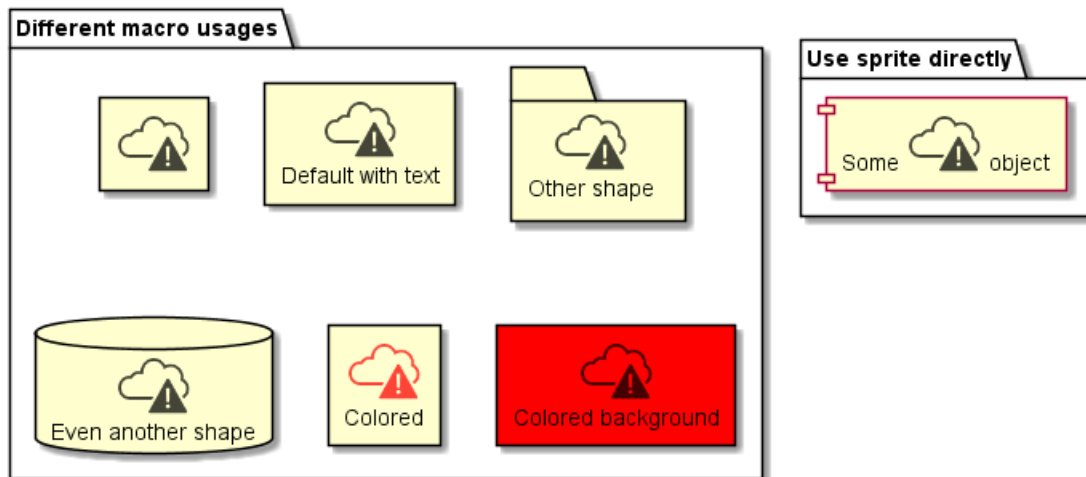 Different macro usages
Use sprite directly
Default with text
Other shape
Some object
Even another shape
Colored
Colored background